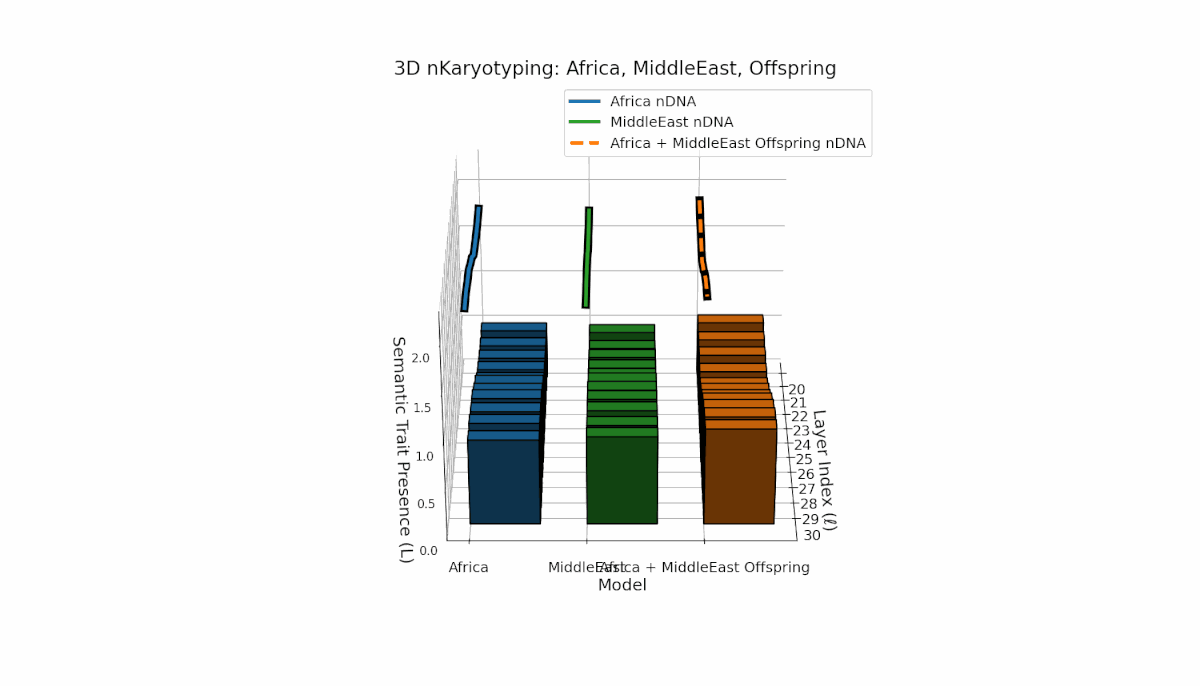 3D nKaryotyping: Africa, MiddleEast, Offspring
Africa nDNA
MiddleEast nDNA
Africa + MiddleEast Offspring nDNA
Semantic Trait Presence (L)
2.0
1.5
1.0
0.5
0.0
20
21
22
23
24
25
26
27
28
29
30
Layer Index (ℓ)
Africa
MiddleEast
Africa + MiddleEast Offspring
Model